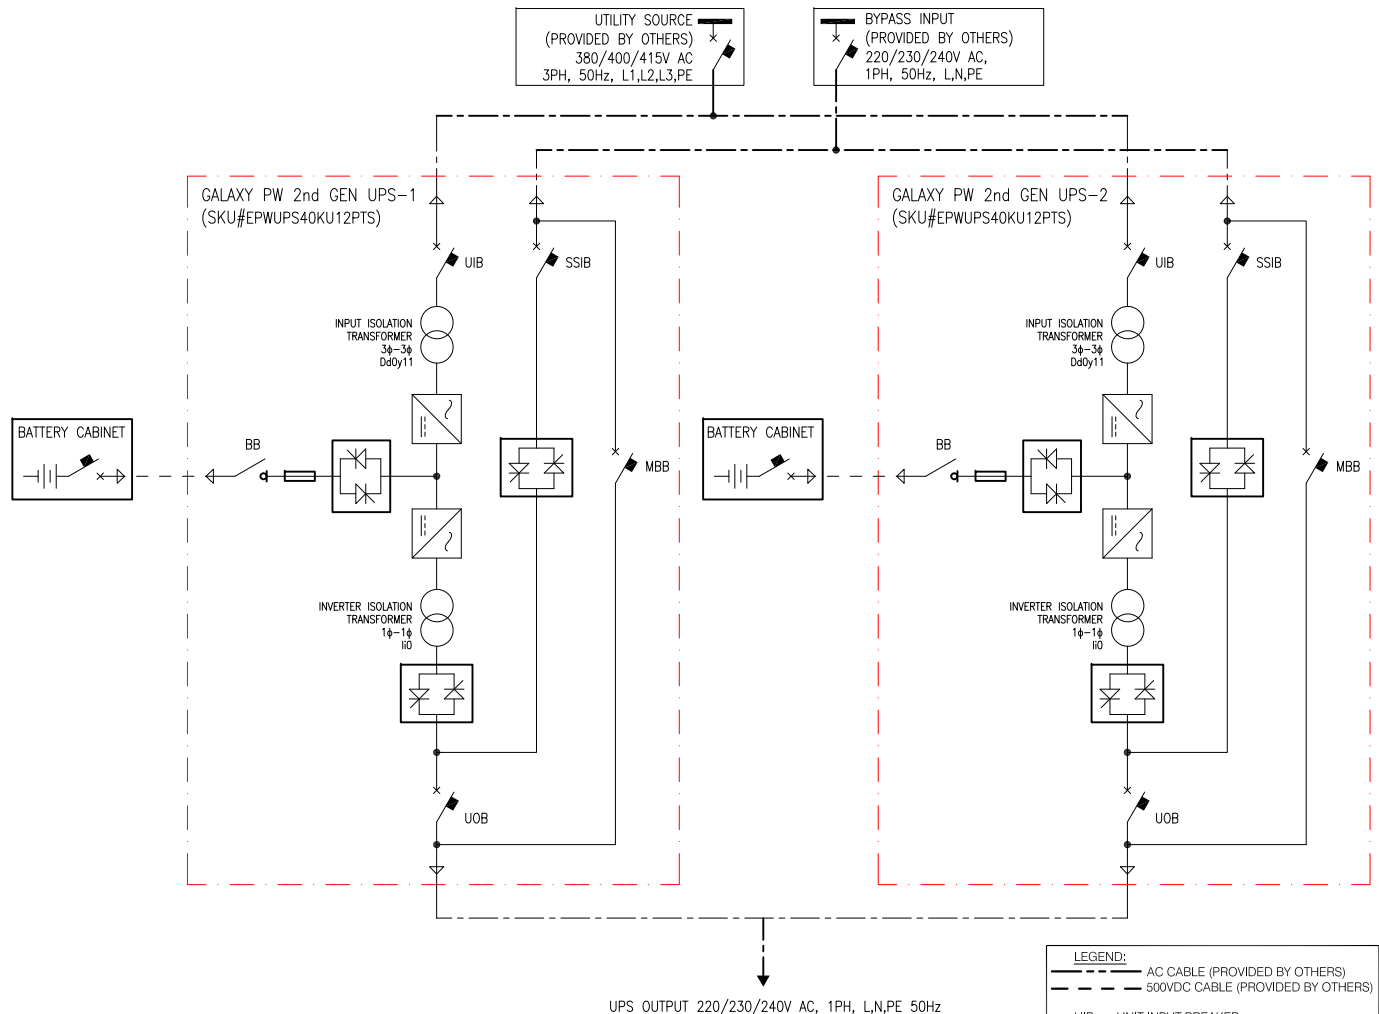 UTILITY SOURCE
(PROVIDED BY OTHERS)
380/400/415V AC
3PH, 50Hz, L1,L2,L3,PE
BYPASS INPUT
(PROVIDED BY OTHERS)
220/230/240V AC,
1PH, 50Hz, L,N,PE
GALAXY PW 2nd GEN UPS-1
(SKU#EPWUPS40KU12PTS)
UIB
SSIB
INPUT ISOLATION
TRANSFORMER
3ϕ-3ϕ
Dd0y11
BATTERY CABINET
BB
MBB
INVERTER ISOLATION
TRANSFORMER
1ϕ-1ϕ
Ii0
UOB
GALAXY PW 2nd GEN UPS-2
(SKU#EPWUPS40KU12PTS)
UIB
SSIB
INPUT ISOLATION
TRANSFORMER
3ϕ-3ϕ
Dd0y11
BATTERY CABINET
BB
MBB
INVERTER ISOLATION
TRANSFORMER
1ϕ-1ϕ
Ii0
UOB
UPS OUTPUT 220/230/240V AC, 1PH, L,N,PE 50Hz
LEGEND:
AC CABLE (PROVIDED BY OTHERS)
500VDC CABLE (PROVIDED BY OTHERS)
UIB UNIT INPUT BREAKER